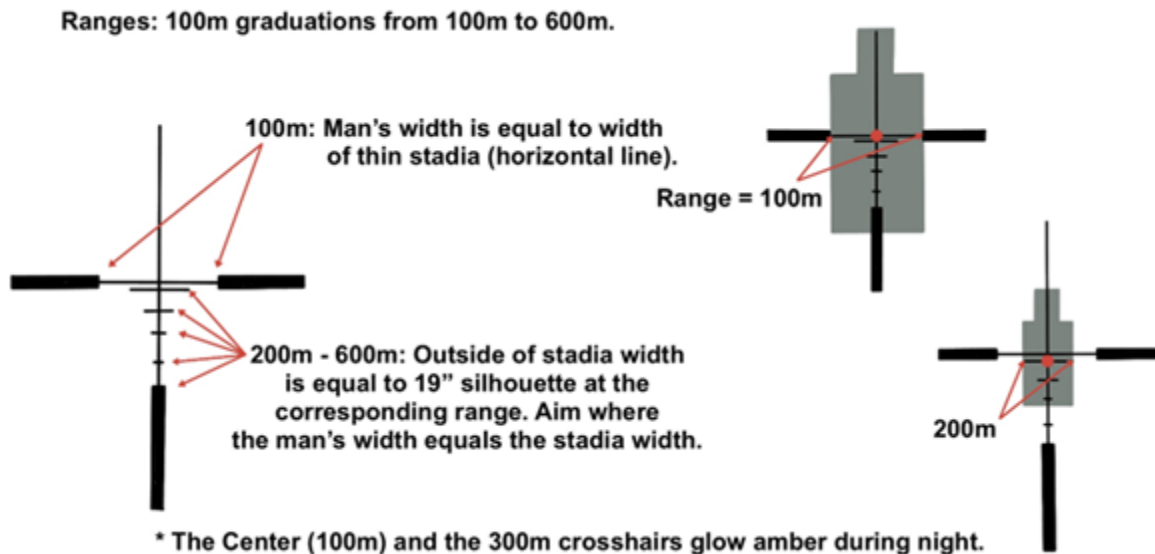 Ranges: 100m graduations from 100m to 600m.
100m: Man's width is equal to width
of thin stadia (horizontal line).
Range = 100m
200m - 600m: Outside of stadia width
is equal to 19” silhouette at the
corresponding range. Aim where
the man's width equals the stadia width.
200m
* The Center (100m) and the 300m crosshairs glow amber during night.